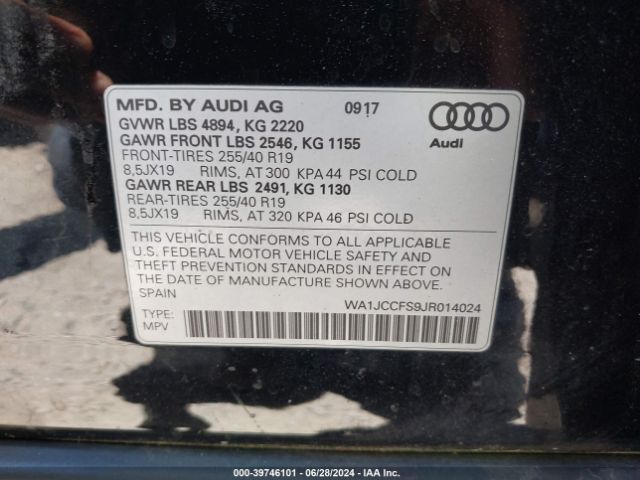 MFD. BY AUDI AG 0917
GVWR LBS 4894, KG 2220
GAWR FRONT LBS 2546, KG 1155
FRONT-TIRES 255/40 R19
8,5JX19 RIMS, AT 300 KPA 44 PSI COLD
GAWR REAR LBS 2491, KG 1130
REAR-TIRES 255/40 R19
8,5JX19 RIMS, AT 320 KPA 46 PSI COLD
Audi
THIS VEHICLE CONFORMS TO ALL APPLICABLE
U.S. FEDERAL MOTOR VEHICLE SAFETY AND
THEFT PREVENTION STANDARDS IN EFFECT ON
THE DATE OF MANUFACTURE SHOWN ABOVE.
SPAIN
WA1JCCFS9JR014024
TYPE:
MPV
000-39746101 | 06/28/2024 | IAA Inc.